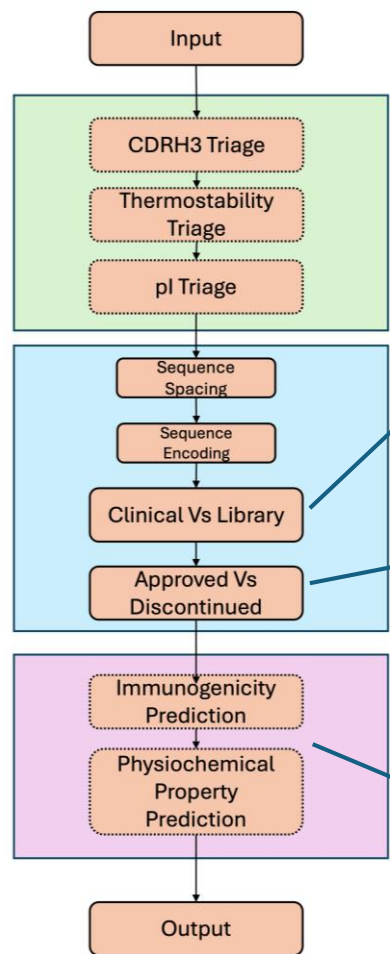 Input
CDRH3 Triage
Thermostability
Triage
pI Triage
Sequence
Spacing
Sequence
Encoding
Clinical Vs Library
Approved Vs
Discontinued
Immunogenicity
Prediction
Physiochemical
Property
Prediction
Output